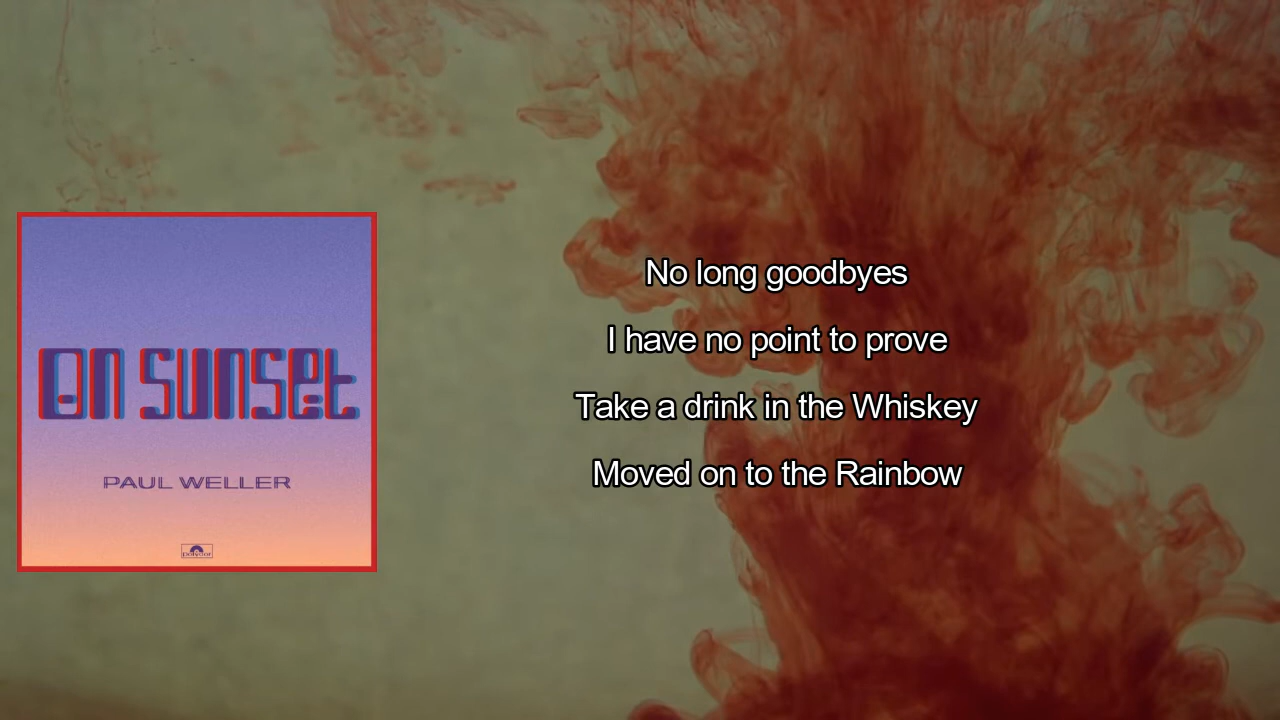 On Sunset
PAUL WELLER
polydor
No long goodbyes
I have no point to prove
Take a drink in the Whiskey
Moved on to the Rainbow